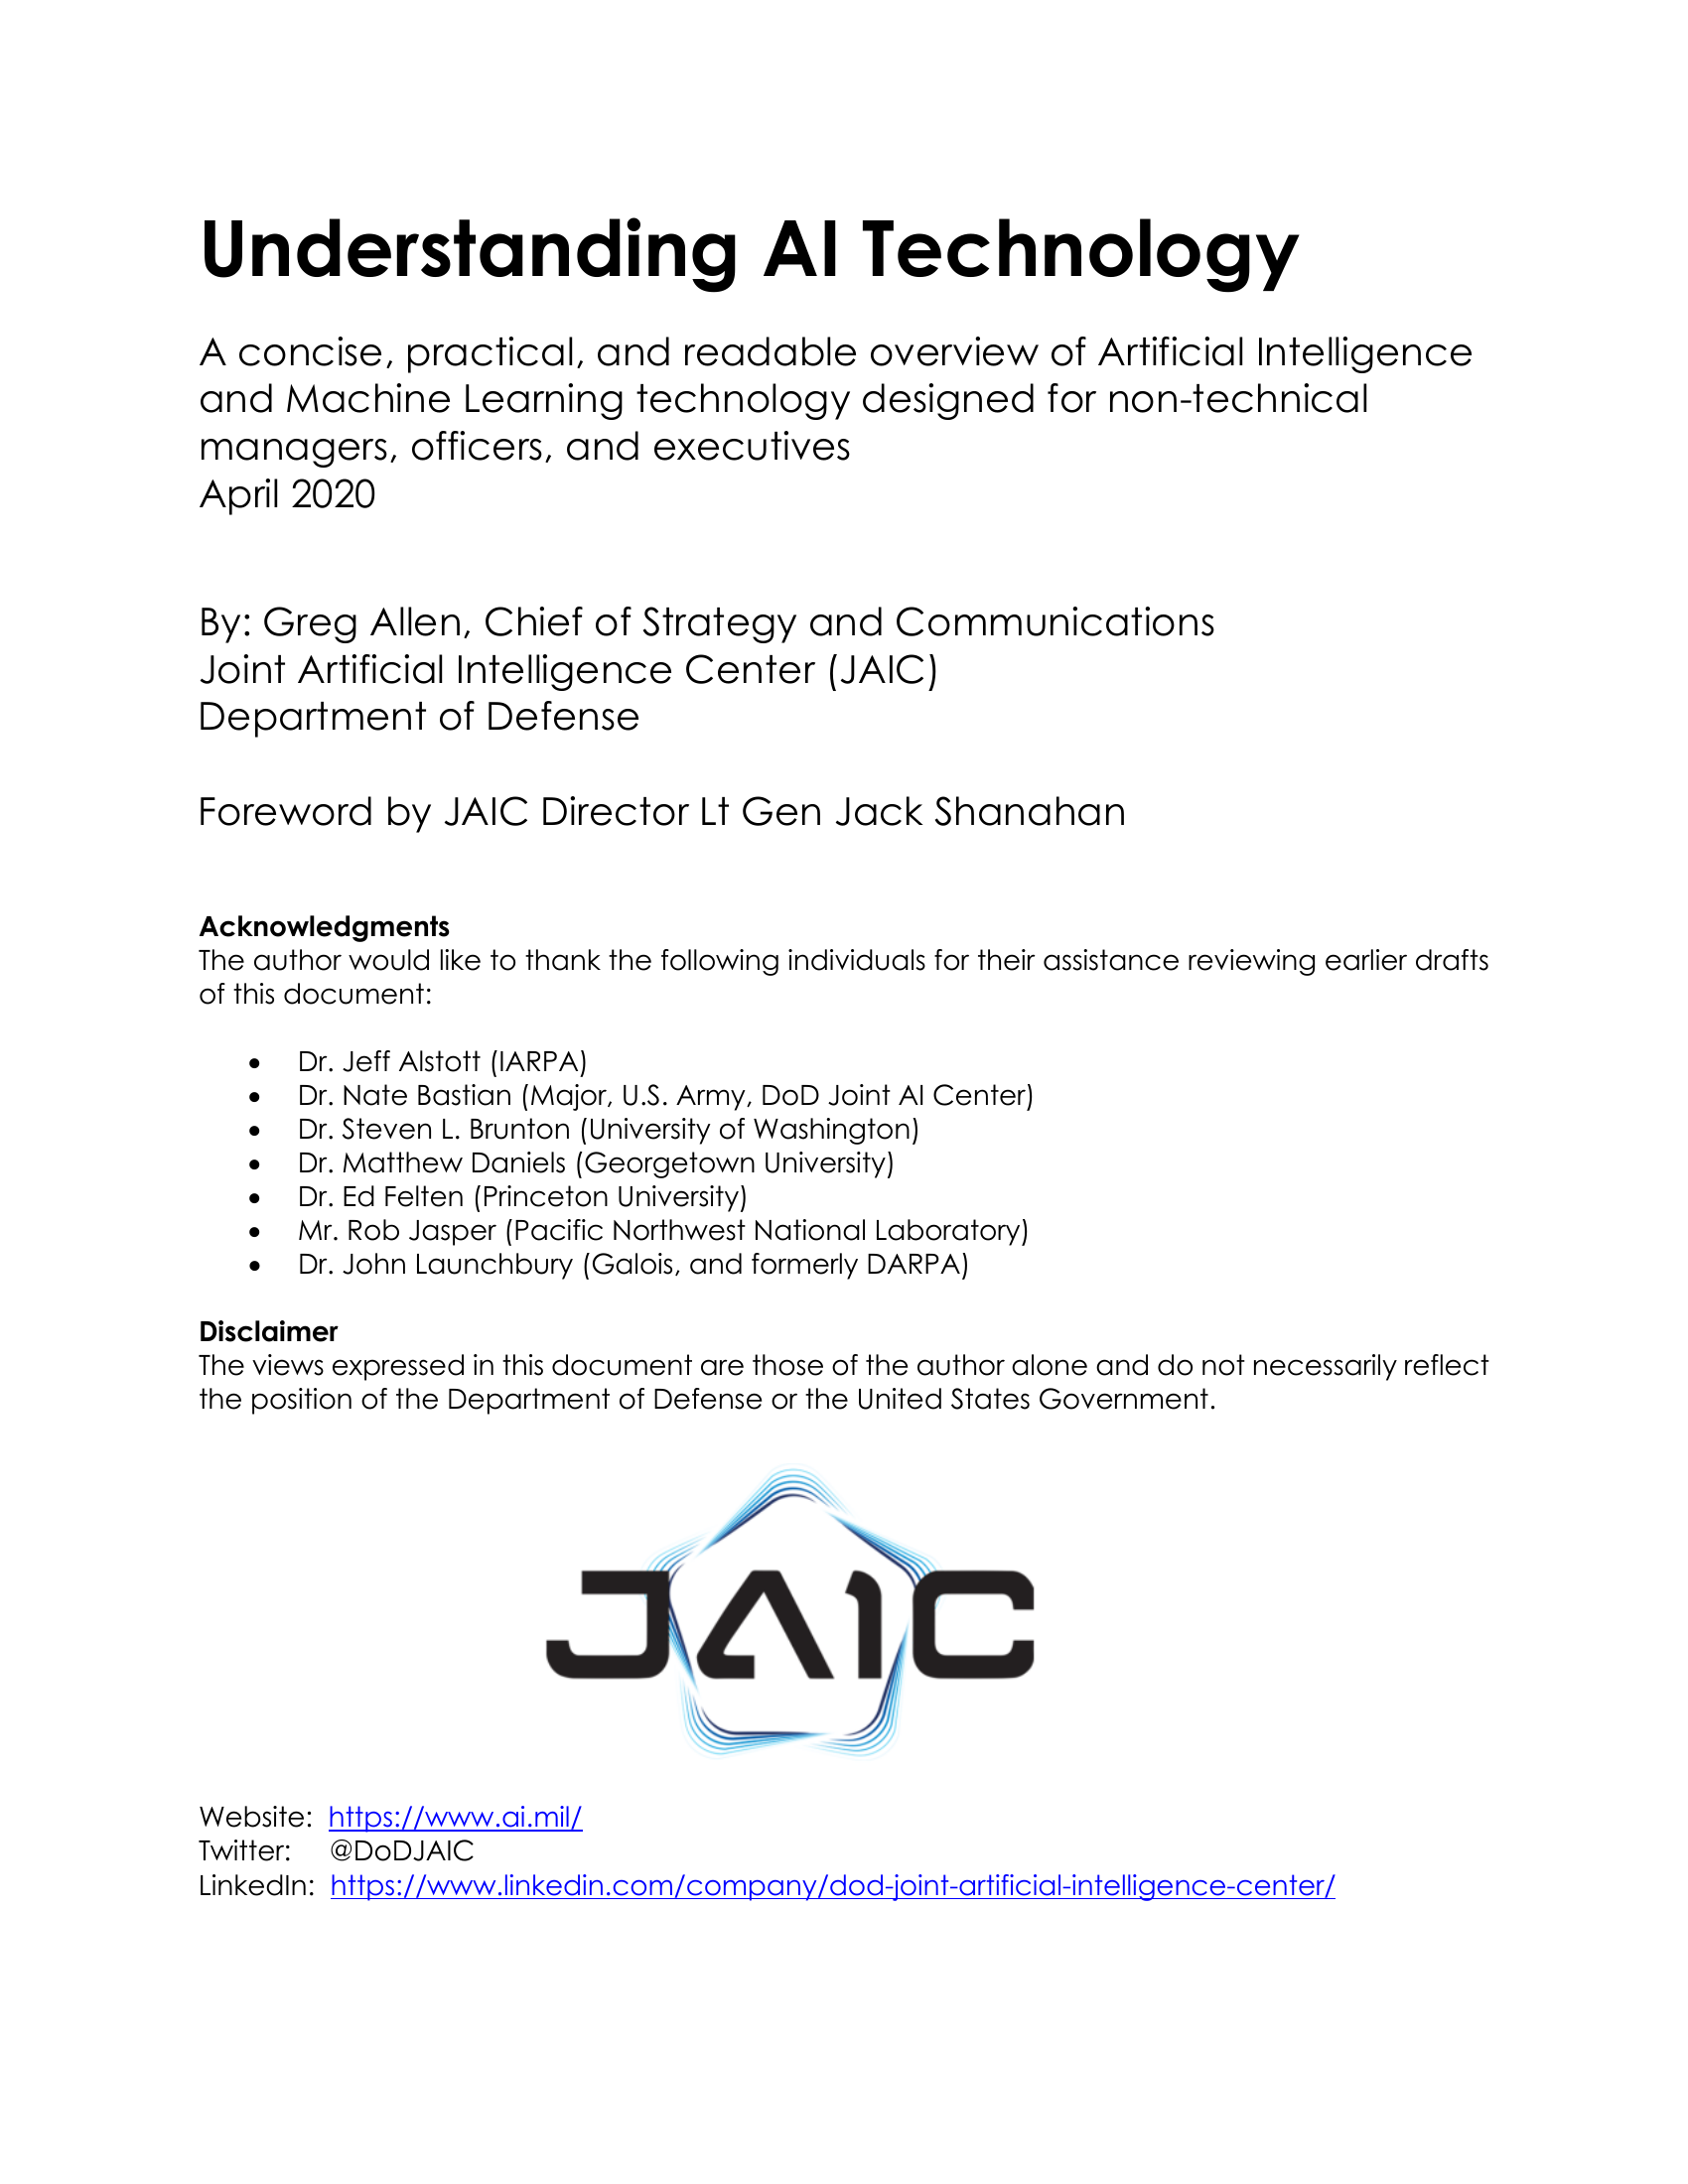 Understanding AI Technology
A concise, practical, and readable overview of Artificial Intelligence
and Machine Learning technology designed for non-technical
managers, officers, and executives
April 2020
By: Greg Allen, Chief of Strategy and Communications
Joint Artificial Intelligence Center (JAIC)
Department of Defense
Foreword by JAIC Director Lt Gen Jack Shanahan
Acknowledgments
The author would like to thank the following individuals for their assistance reviewing earlier drafts
of this document:
• Dr. Jeff Alstott (IARPA)
• Dr. Nate Bastian (Major, U.S. Army, DoD Joint AI Center)
• Dr. Steven L. Brunton (University of Washington)
• Dr. Matthew Daniels (Georgetown University)
• Dr. Ed Felten (Princeton University)
• Mr. Rob Jasper (Pacific Northwest National Laboratory)
• Dr. John Launchbury (Galois, and formerly DARPA)
Disclaimer
The views expressed in this document are those of the author alone and do not necessarily reflect
the position of the Department of Defense or the United States Government.
JAIC
Website: https://www.ai.mil/
Twitter: @DoDJAIC
LinkedIn: https://www.linkedin.com/company/dod-joint-artificial-intelligence-center/